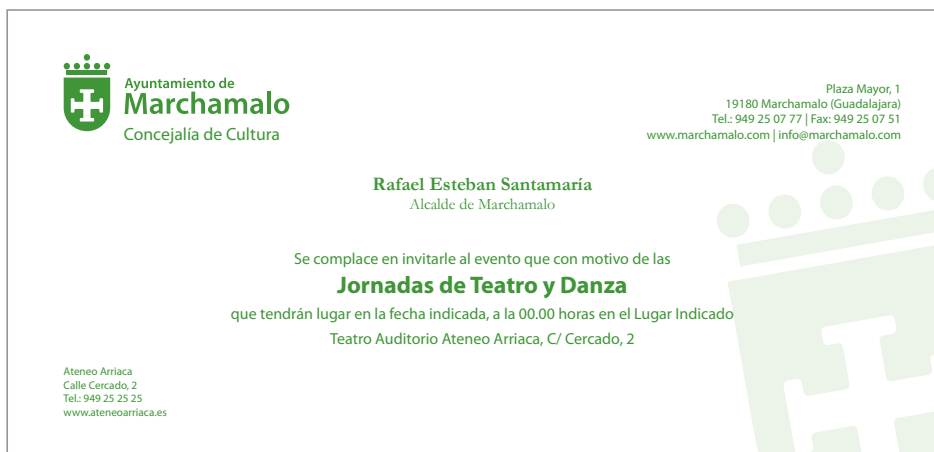 Ayuntamiento de
Marchamalo
Concejalía de Cultura
Plaza Mayor, 1
19180 Marchamalo (Guadalajara)
Tel.: 949 25 07 77 | Fax: 949 25 07 51
www.marchamalo.com | info@marchamalo.com
Rafael Esteban Santamaría
Alcalde de Marchamalo
Se complace en invitarle al evento que con motivo de las
Jornadas de Teatro y Danza
que tendrán lugar en la fecha indicada, a la 00.00 horas en el Lugar Indicado
Teatro Auditorio Ateneo Arriaca, C/ Cercado, 2
Ateneo Arriaca
Calle Cercado, 2
Tel.: 949 25 25 25
www.ateneoarriaca.es